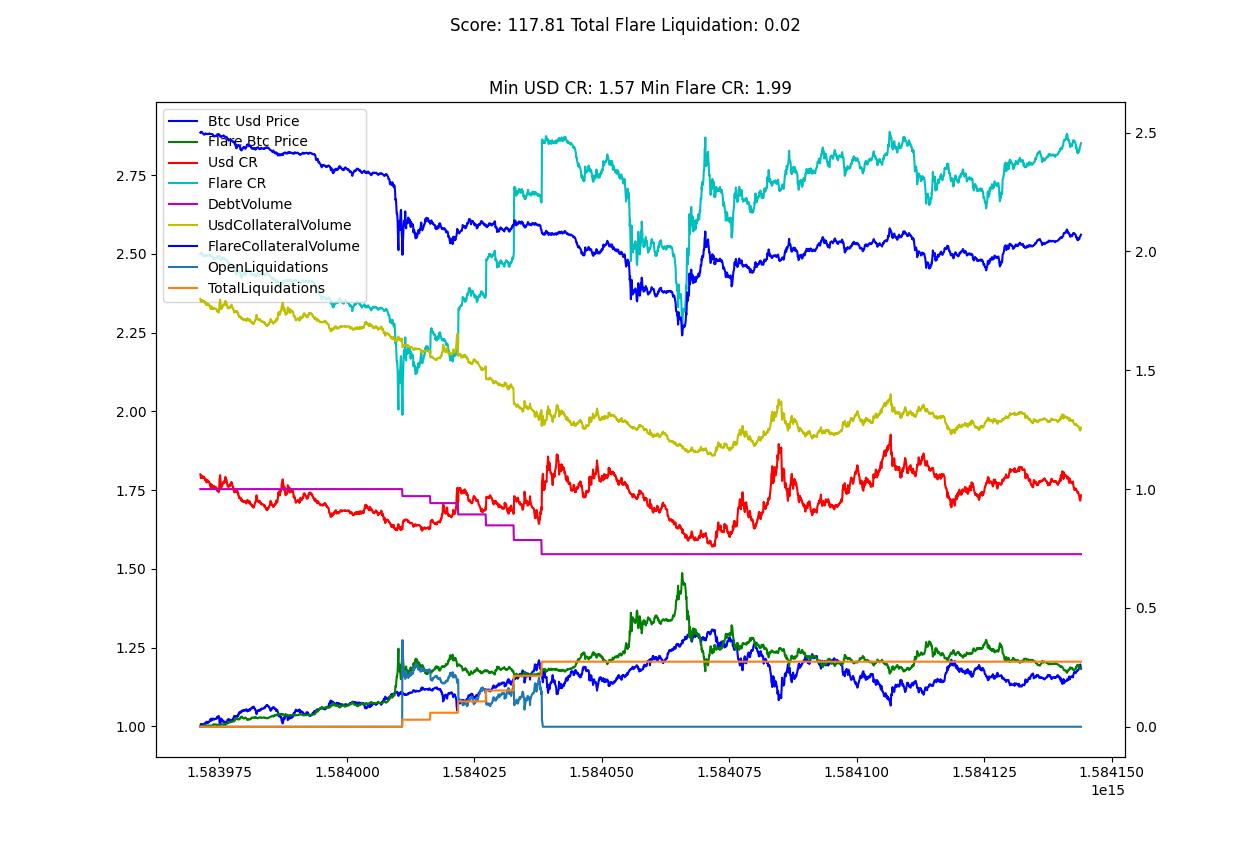 Score: 117.81 Total Flare Liquidation: 0.02
Min USD CR: 1.57 Min Flare CR: 1.99
Btc Usd Price
Flare Btc Price
Usd CR
Flare CR
DebtVolume
UsdCollateralVolume
FlareCollateralVolume
OpenLiquidations
TotalLiquidations
2.75
2.50
2.25
2.00
1.75
1.50
1.25
1.00
2.5
2.0
1.5
1.0
0.5
0.0
1.583975 1.584000 1.584025 1.584050 1.584075 1.584100 1.584125 1.584150
1e15